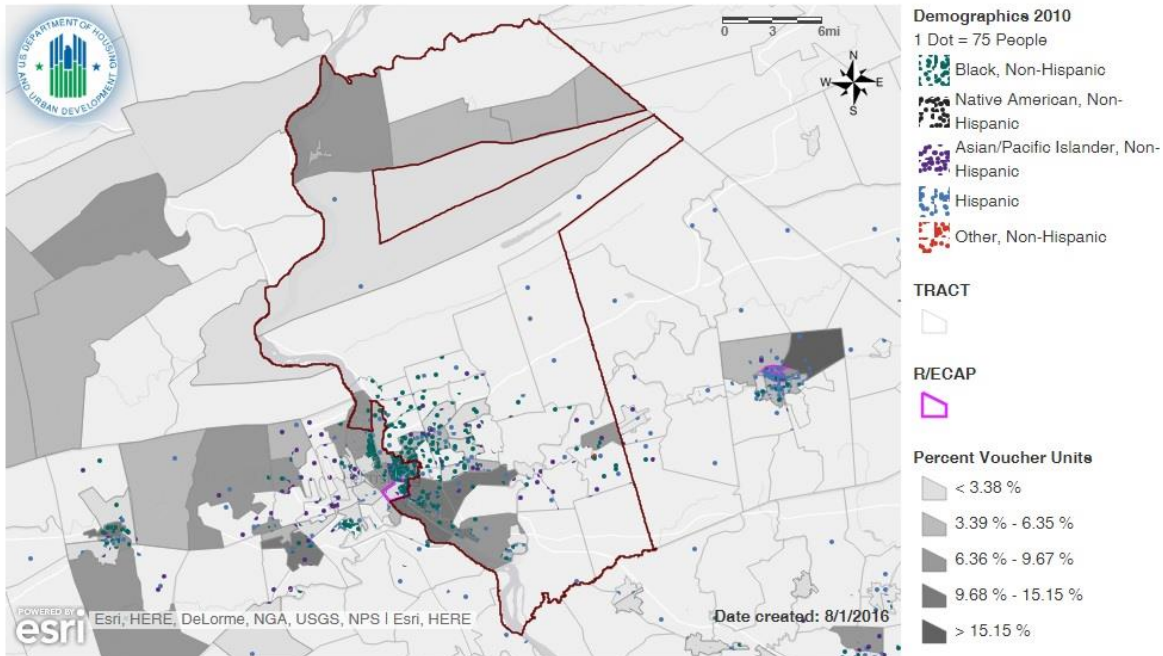 US DEPARTMENT OF HOUSING
AND URBAN DEVELOPMENT
0 3 6mi
N
W E
S
POWERED BY
esri
Esri, HERE, DeLorme, NGA, USGS, NPS | Esri, HERE
Date created: 8/1/2016
Demographics 2010
1 Dot = 75 People
Black, Non-Hispanic
Native American, Non-
Hispanic
Asian/Pacific Islander, Non-
Hispanic
Hispanic
Other, Non-Hispanic
TRACT
R/ECAP
Percent Voucher Units
< 3.38 %
3.39 % - 6.35 %
6.36 % - 9.67 %
9.68 % - 15.15 %
> 15.15 %